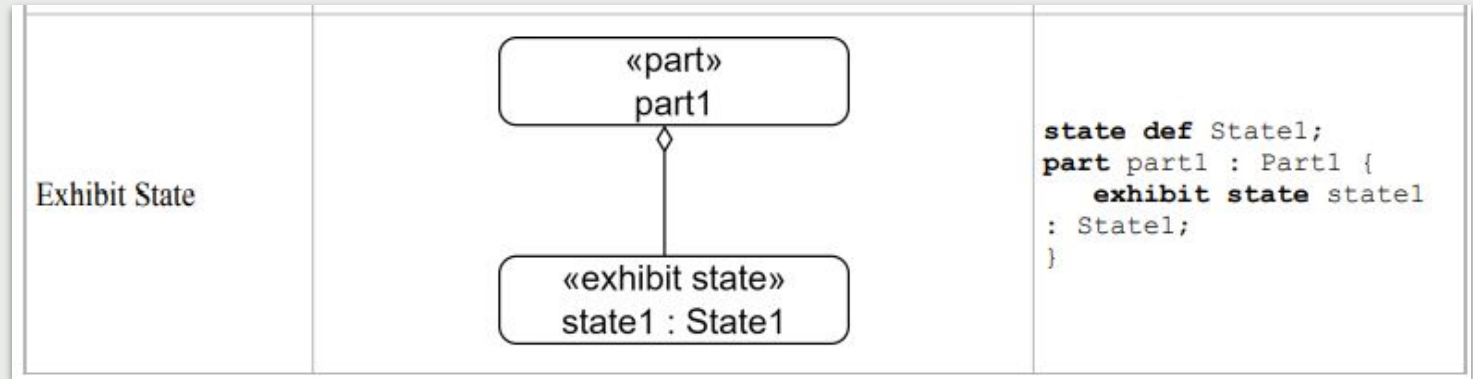 Exhibit State
«part»
part1
«exhibit state»
state1 : State1
state def State1;
part part1 : Part1 {
exhibit state state1
: State1;
}